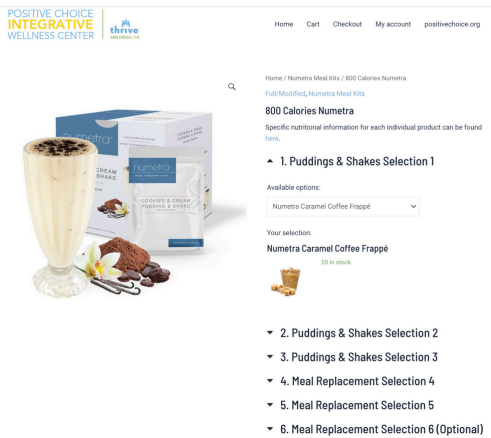 POSITIVE CHOICE
INTEGRATIVE
WELLNESS CENTER
thrive
SAN DIEGO, CA
Home Cart Checkout My account positivechoice.org
Home / Numetra Meal Kits / 800 Calories Numetra
Full/Modified, Numetra Meal Kits
800 Calories Numetra
Specific nutritional information for each individual product can be found
here.
1. Puddings & Shakes Selection 1
Available options:
Numetra Caramel Coffee Frappé
Your selection:
Numetra Caramel Coffee Frappé
20 in stock
2. Puddings & Shakes Selection 2
3. Puddings & Shakes Selection 3
4. Meal Replacement Selection 4
5. Meal Replacement Selection 5
6. Meal Replacement Selection 6 (Optional)
numetra
CREAM
SHAKE
numetra
COOKIES & CREAM
PUDDING & SHAKE